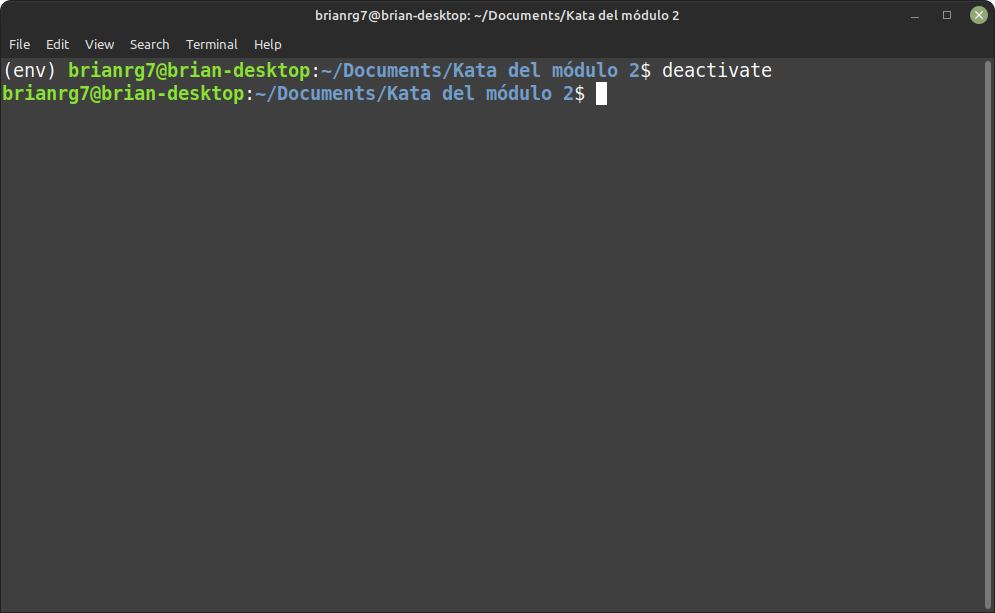 brianrg7@brian-desktop: ~/Documents/Kata del módulo 2
File Edit View Search Terminal Help
(env) brianrg7@brian-desktop:~/Documents/Kata del módulo 2$ deactivate
brianrg7@brian-desktop:~/Documents/Kata del módulo 2$